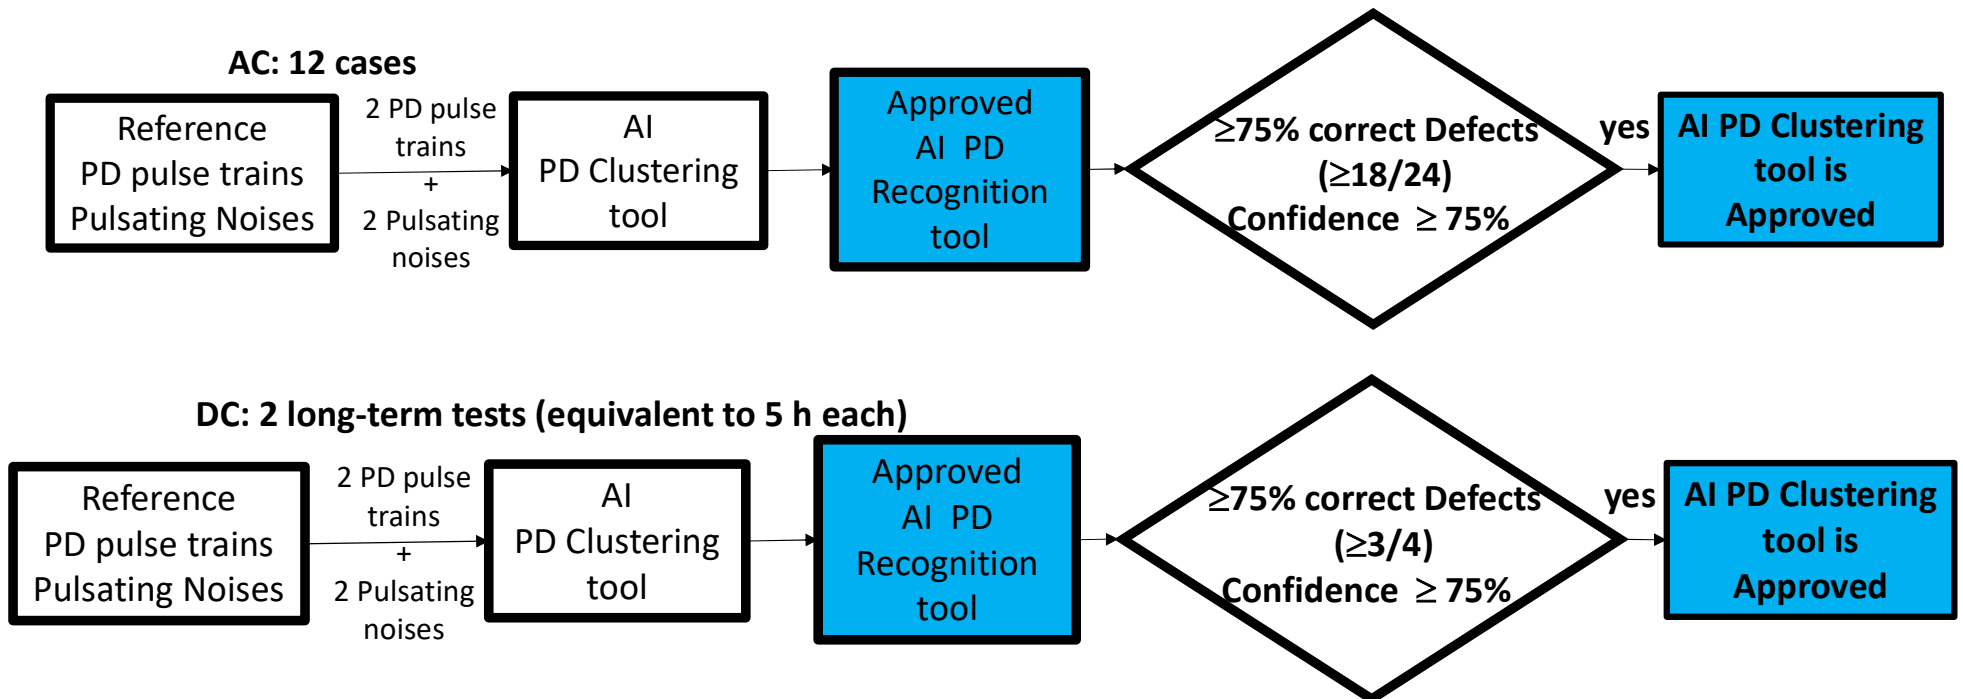 AC: 12 cases
Reference
PD pulse trains
Pulsating Noises
2 PD pulse
trains
+
2 Pulsating
noises
AI
PD Clustering
tool
Approved
AI PD
Recognition
tool
≥75% correct Defects
(≥18/24)
Confidence ≥ 75%
yes
AI PD Clustering
tool is
Approved
DC: 2 long-term tests (equivalent to 5 h each)
Reference
PD pulse trains
Pulsating Noises
2 PD pulse
trains
+
2 Pulsating
noises
AI
PD Clustering
tool
Approved
AI PD
Recognition
tool
≥75% correct Defects
(≥3/4)
Confidence ≥ 75%
yes
AI PD Clustering
tool is
Approved